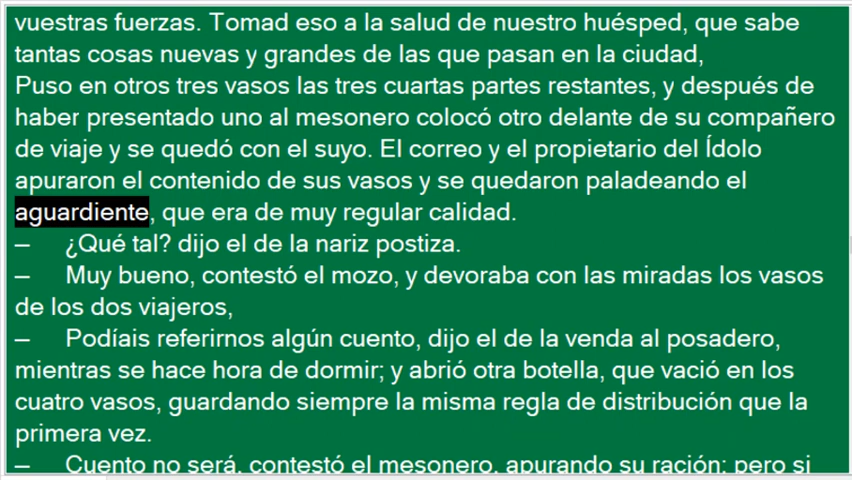 vuestras fuerzas. Tomad eso a la salud de nuestro huésped, que sabe
tantas cosas nuevas y grandes de las que pasan en la ciudad,
Puso en otros tres vasos las tres cuartas partes restantes, y después de
haber presentado uno al mesonero colocó otro delante de su compañero
de viaje y se quedó con el suyo. El correo y el propietario del Ídolo
apuraron el contenido de sus vasos y se quedaron paladeando el
aguardiente, que era de muy regular calidad.
– ¿Qué tal? dijo el de la nariz postiza.
– Muy bueno, contestó el mozo, y devoraba con las miradas los vasos
de los dos viajeros,
– Podíais referirnos algún cuento, dijo el de la venda al posadero,
mientras se hace hora de dormir; y abrió otra botella, que vació en los
cuatro vasos, guardando siempre la misma regla de distribución que la
primera vez.
– Cuento no será, contestó el mesonero, apurando su ración; pero si